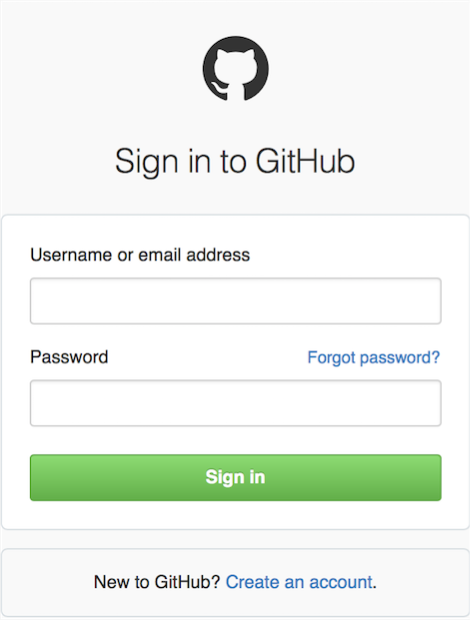 Sign in to GitHub
Username or email address
Password Forgot password?
Sign in
New to GitHub? Create an account.